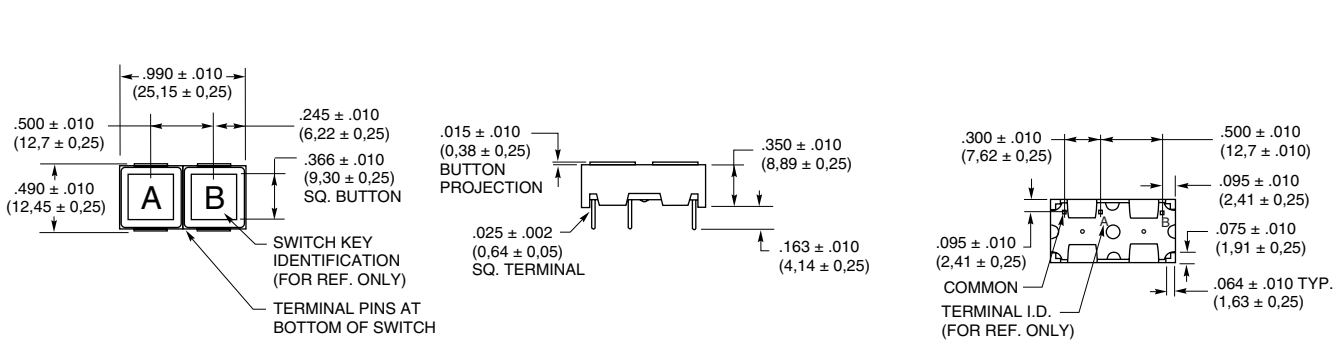 .990 ± .010
(25,15 ± 0,25)
.500 ± .010
(12,7 ± 0,25)
.245 ± .010
(6,22 ± 0,25)
.366 ± .010
(9,30 ± 0,25)
SQ. BUTTON
.490 ± .010
(12,45 ± 0,25)
A
B
SWITCH KEY
IDENTIFICATION
(FOR REF. ONLY)
TERMINAL PINS AT
BOTTOM OF SWITCH
.015 ± .010
(0,38 ± 0,25)
BUTTON
PROJECTION
.350 ± .010
(8,89 ± 0,25)
.025 ± .002
(0,64 ± 0,05)
SQ. TERMINAL
.163 ± .010
(4,14 ± 0,25)
.300 ± .010
(7,62 ± 0,25)
.500 ± .010
(12,7 ± .010)
.095 ± .010
(2,41 ± 0,25)
A
B
.075 ± .010
(1,91 ± 0,25)
.095 ± .010
(2,41 ± 0,25)
.064 ± .010 TYP.
(1,63 ± 0,25)
COMMON
TERMINAL I.D.
(FOR REF. ONLY)